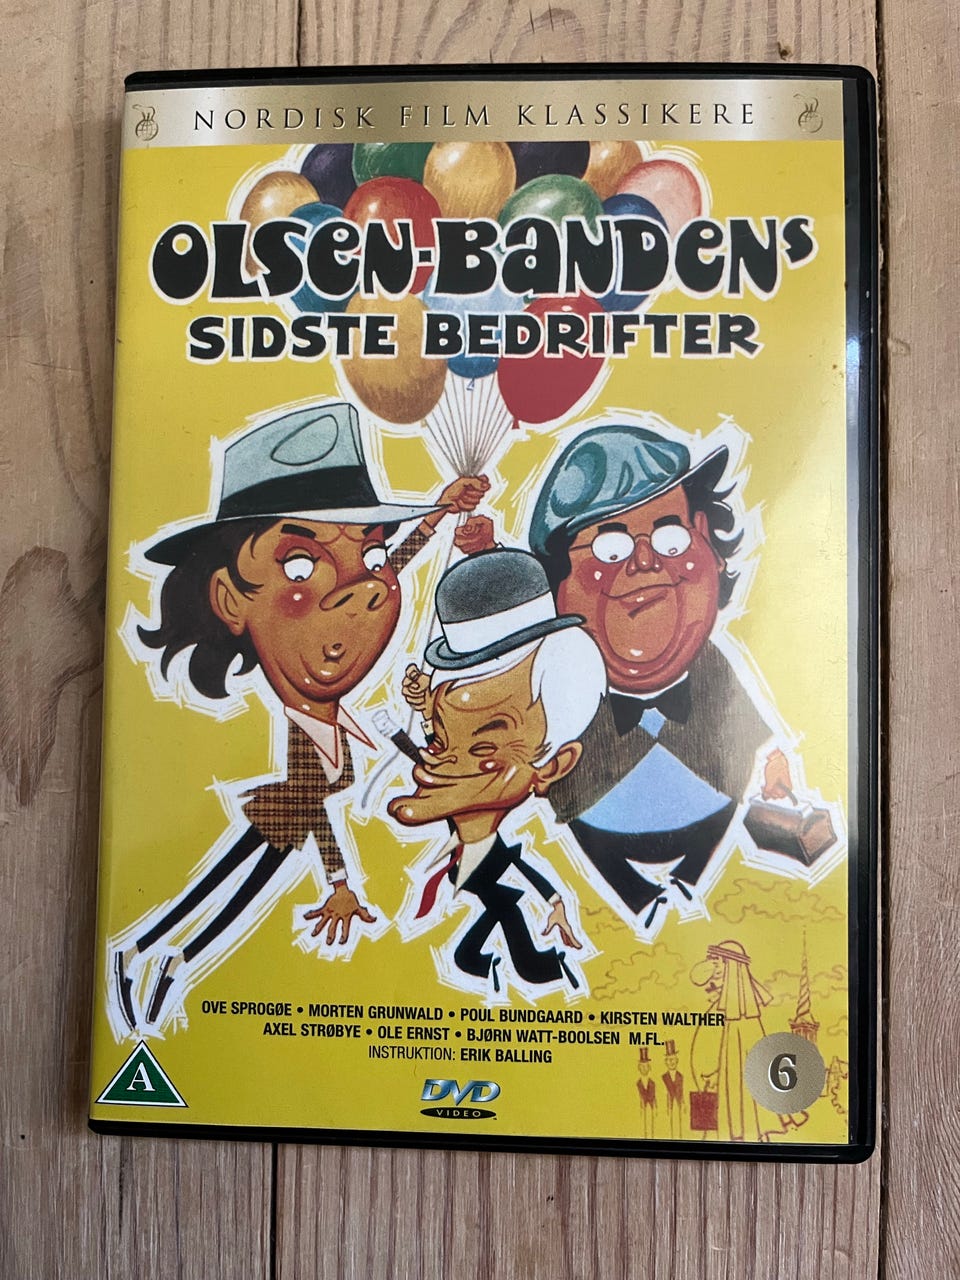 NORDISK FILM KLASSIKERE
OLSEN-BANDENS
SIDSTE BEDRIFTER
OVE SPROGØE • MORTEN GRUNWALD • POUL BUNDGAARD • KIRSTEN WALTHER
AXEL STRØBYE • OLE ERNST • BJØRN WATT-BOOLSEN M.FL.
INSTRUKTION: ERIK BALLING
A
DVD
VIDEO
6